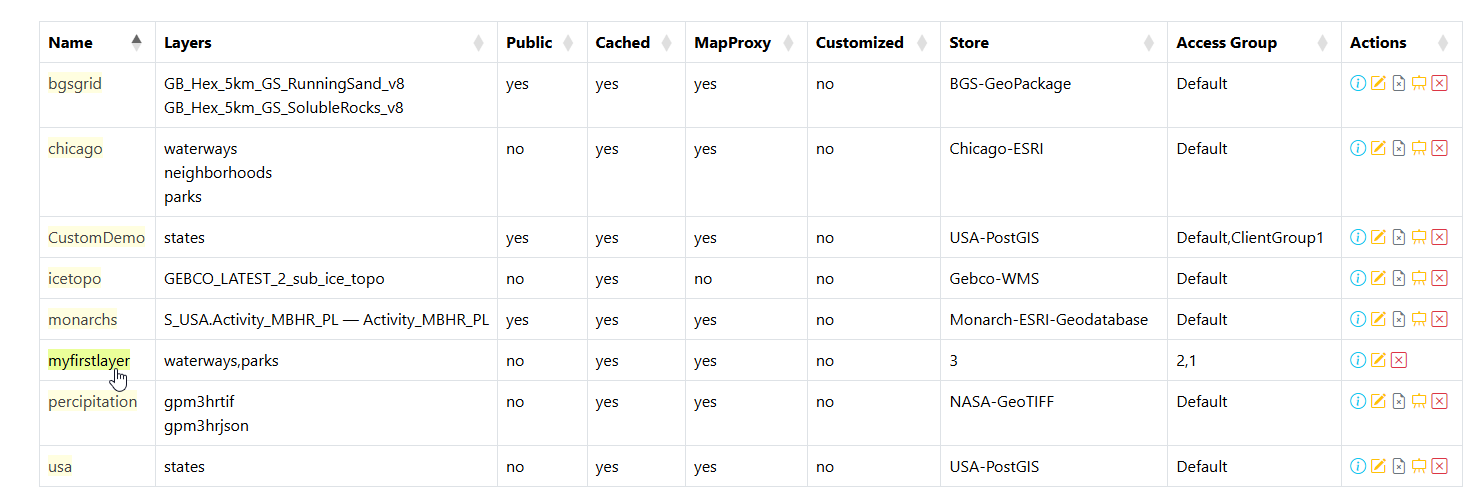 Name Layers Public Cached MapProxy Customized Store Access Group Actions
bgsgrid GB_Hex_5km_GS_RunningSand_v8 yes yes yes no BGS-GeoPackage Default
GB_Hex_5km_GS_SolubleRocks_v8
chicago waterways no yes yes no Chicago-ESRI Default
neighborhoods
parks
CustomDemo states yes yes yes no USA-PostGIS Default,ClientGroup1
icetopo GEBCO_LATEST_2_sub_ice_topo no yes no no Gebco-WMS Default
monarchs S_USA.Activity_MBHR_PL — Activity_MBHR_PL yes yes yes no Monarch-ESRI-Geodatabase Default
myfirstlayer waterways,parks no yes yes no 3 2,1
percipitation gpm3hrtif no yes yes no NASA-GeoTIFF Default
gpm3hrjson
usa states no yes yes no USA-PostGIS Default